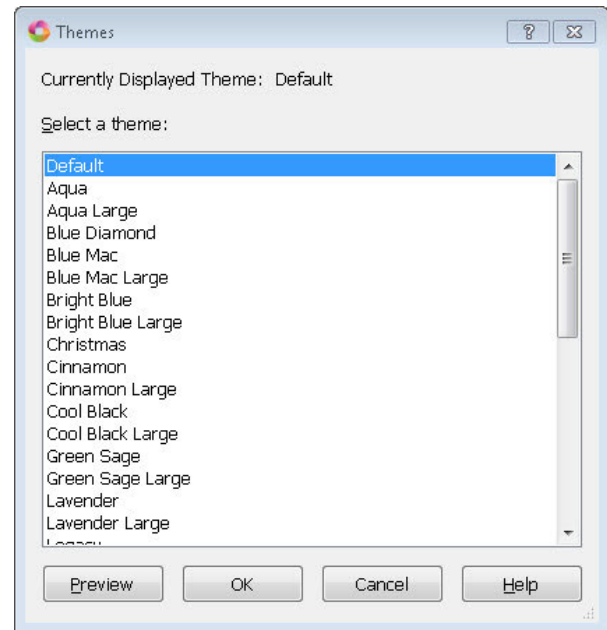 Themes
Currently Displayed Theme: Default
Select a theme:
Default
Aqua
Aqua Large
Blue Diamond
Blue Mac
Blue Mac Large
Bright Blue
Bright Blue Large
Christmas
Cinnamon
Cinnamon Large
Cool Black
Cool Black Large
Green Sage
Green Sage Large
Lavender
Lavender Large
Legacy
Preview OK Cancel Help